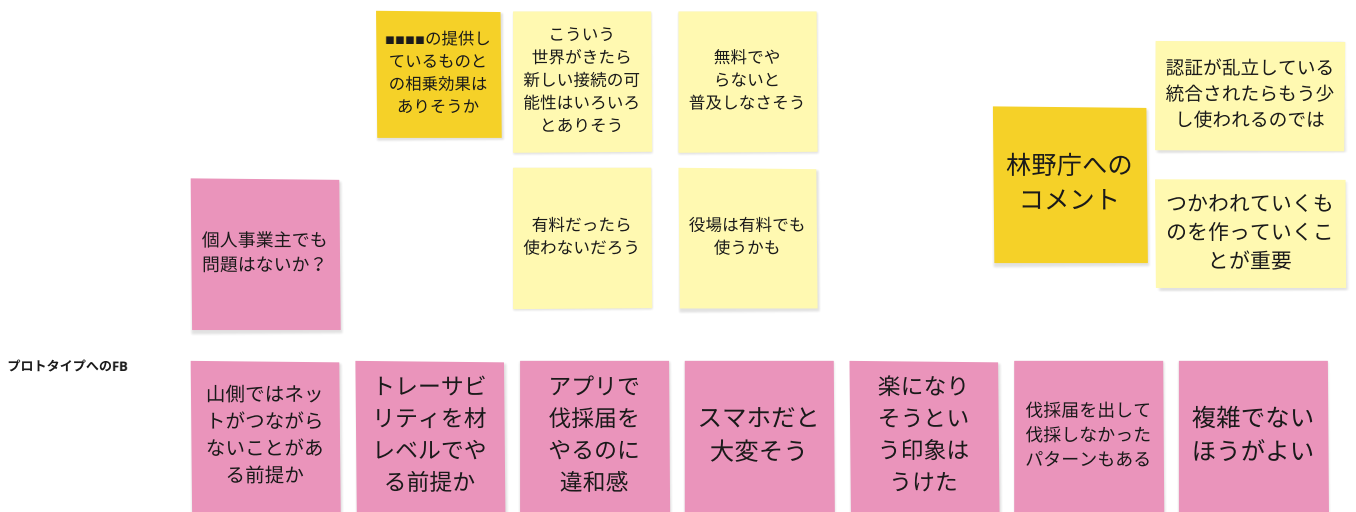 ■■■■の提供し
ているものと
の相乗効果は
ありそうか
こういう
世界がきたら
新しい接続の可
能性はいろいろ
とありそう
無料でや
らないと
普及しなさそう
認証が乱立している
統合されたらもう少
し使われるのでは
林野庁への
コメント
有料だったら
使わないだろう
役場は有料でも
使うかも
つかわれていくも
のを作っていくこ
とが重要
個人事業主でも
問題はないか？
プロトタイプへのFB
山側ではネッ
トがつながら
ないことがあ
る前提か
トレーサビ
リティを材
レベルでや
る前提か
アプリで
伐採届を
やるのに
違和感
スマホだと
大変そう
楽になり
そうとい
う印象は
うけた
伐採届を出して
伐採しなかった
パターンもある
複雑でない
ほうがよい